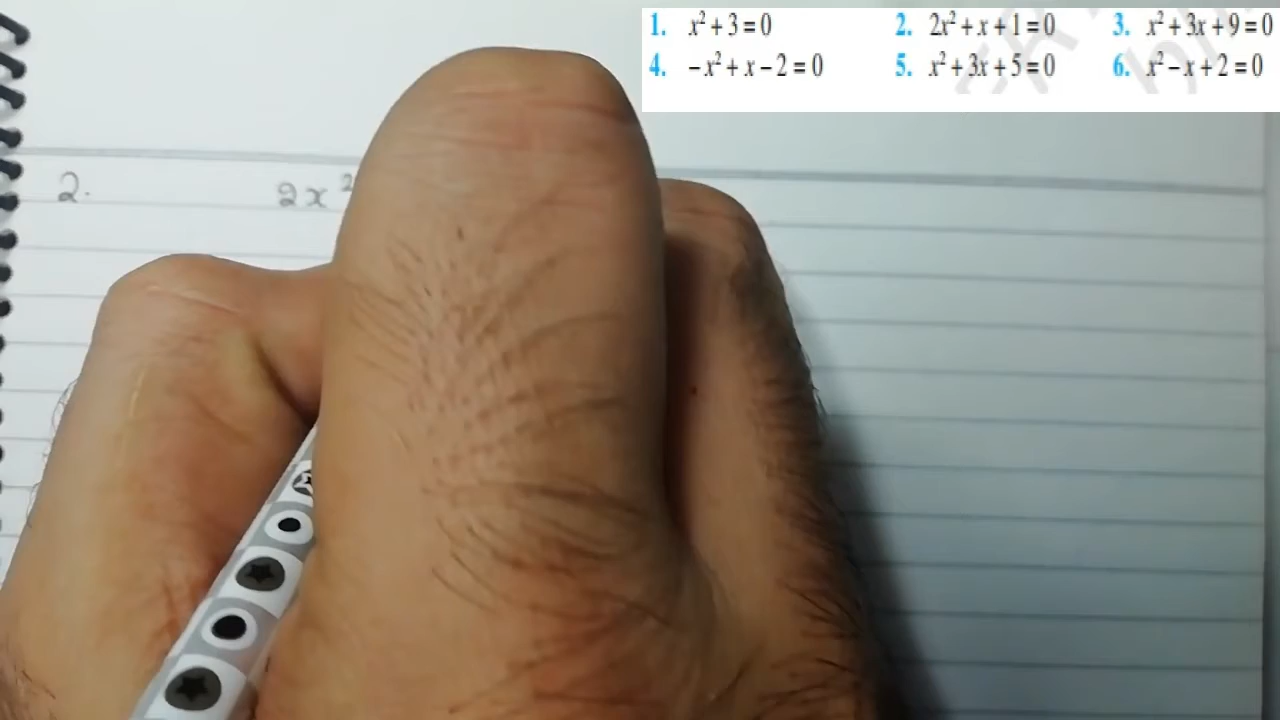 1. x²+3=0 2. 2x²+x+1=0 3. x²+3x+9=0
4. -x²+x-2=0 5. x²+3x+5=0 6. x²-x+2=0
2. 2x²